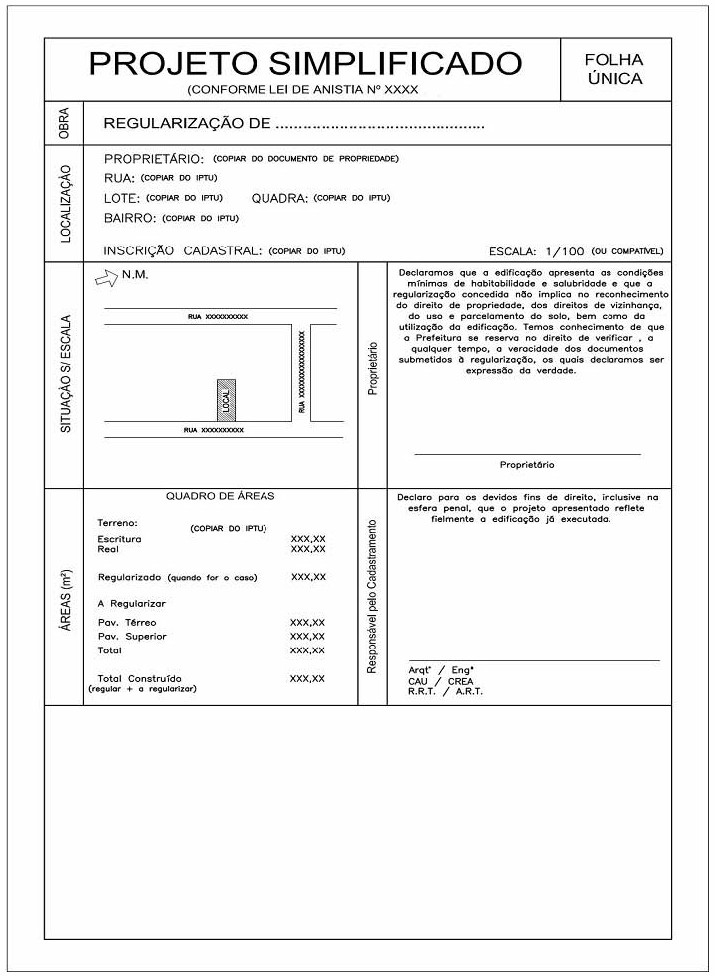 PROJETO SIMPLIFICADO
(CONFORME LEI DE ANISTIA Nº XXXX
FOLHA
ÚNICA
OBRA
REGULARIZAÇÃO DE ................................................
LOCALIZAÇÃO
PROPRIETÁRIO: (COPIAR DO DOCUMENTO DE PROPRIEDADE)
RUA: (COPIAR DO IPTU)
LOTE: (COPIAR DO IPTU) QUADRA: (COPIAR DO IPTU)
BAIRRO: (COPIAR DO IPTU)
INSCRIÇÃO CADASTRAL: (COPIAR DO IPTU) ESCALA: 1/100 (OU COMPATÍVEL)
SITUAÇÃO S/ ESCALA
N.M.
RUA XXXXXXXXXX
RUA XXXXXXXXXXXXXXXXX
LOCAL
RUA XXXXXXXXXX
Proprietário
Declaramos que a edificação apresenta as condições
mínimas de habitabilidade e salubridade e que a
regularização concedida não implica no reconhecimento
do direito de propriedade, dos direitos de vizinhança,
do uso e parcelamento do solo, bem como da
utilização da edificação. Temos conhecimento de que
a Prefeitura se reserva no direito de verificar , a
qualquer tempo, a veracidade dos documentos
submetidos à regularização, os quais declaramos ser
expressão da verdade.
Proprietário
ÁREAS (m²)
QUADRO DE ÁREAS
Terreno: (COPIAR DO IPTU)
Escritura XXX,XX
Real XXX,XX
Regularizado (quando for o caso) XXX,XX
A Regularizar
Pav. Térreo XXX,XX
Pav. Superior XXX,XX
Total XXX,XX
Total Construído XXX,XX
(regular + a regularizar)
Responsável pelo Cadastramento
Declaro para os devidos fins de direito, inclusive na
esfera penal, que o projeto apresentado reflete
fielmente a edificação já executada.
Arqtº / Engº
CAU / CREA
R.R.T. / A.R.T.